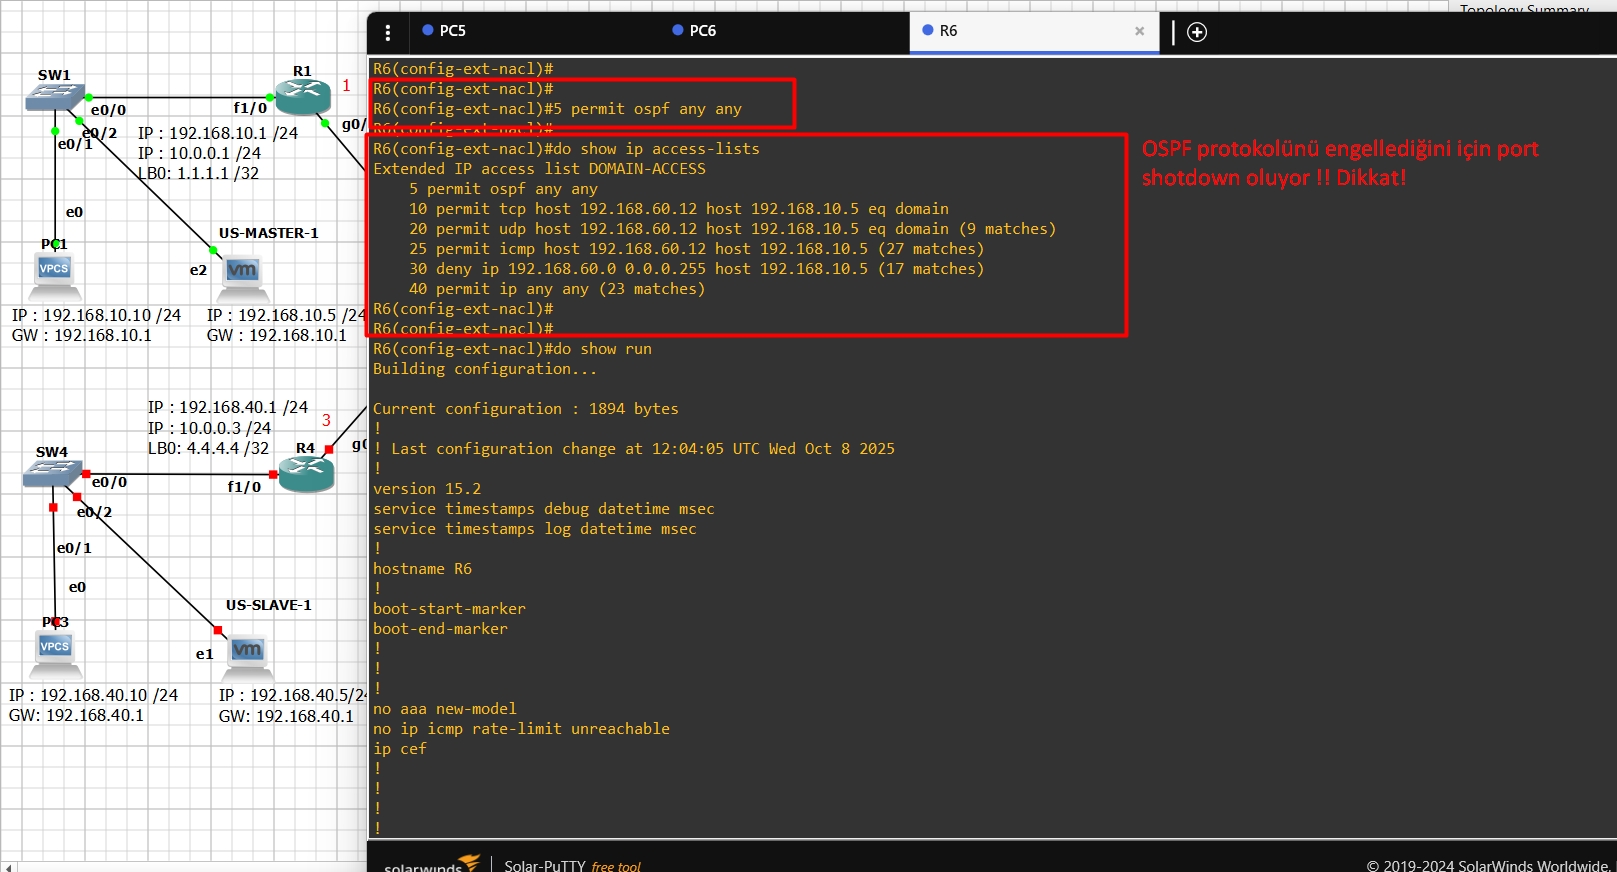 Topology Summary
PC5
PC6
R6
SW1
R1
1
e0/0
f1/0
e0/2
e0/1
g0/
IP : 192.168.10.1 /24
IP : 10.0.0.1 /24
LB0: 1.1.1.1 /32
e0
PC1
VPCS
US-MASTER-1
e2
vm
IP : 192.168.10.10 /24
GW : 192.168.10.1
IP : 192.168.10.5 /24
GW : 192.168.10.1
IP : 192.168.40.1 /24
IP : 10.0.0.3 /24
LB0: 4.4.4.4 /32
3
SW4
R4
e0/0
f1/0
e0/2
e0/1
e0
PC3
VPCS
US-SLAVE-1
e1
vm
IP : 192.168.40.10 /24
GW: 192.168.40.1
IP : 192.168.40.5/24
GW: 192.168.40.1
R6(config-ext-nacl)#
R6(config-ext-nacl)#
R6(config-ext-nacl)#5 permit ospf any any
R6(config-ext-nacl)#
R6(config-ext-nacl)#do show ip access-lists
Extended IP access list DOMAIN-ACCESS
5 permit ospf any any
10 permit tcp host 192.168.60.12 host 192.168.10.5 eq domain
20 permit udp host 192.168.60.12 host 192.168.10.5 eq domain (9 matches)
25 permit icmp host 192.168.60.12 host 192.168.10.5 (27 matches)
30 deny ip 192.168.60.0 0.0.0.255 host 192.168.10.5 (17 matches)
40 permit ip any any (23 matches)
R6(config-ext-nacl)#
R6(config-ext-nacl)#
R6(config-ext-nacl)#do show run
Building configuration...
Current configuration : 1894 bytes
!
! Last configuration change at 12:04:05 UTC Wed Oct 8 2025
!
version 15.2
service timestamps debug datetime msec
service timestamps log datetime msec
!
hostname R6
!
boot-start-marker
boot-end-marker
!
!
!
no aaa new-model
no ip icmp rate-limit unreachable
ip cef
!
!
!
!
OSPF protokolünü engellediğini için port
shotdown oluyor !! Dikkat!
solarwinds
Solar-PuTTY free tool
© 2019-2024 SolarWinds Worldwide,